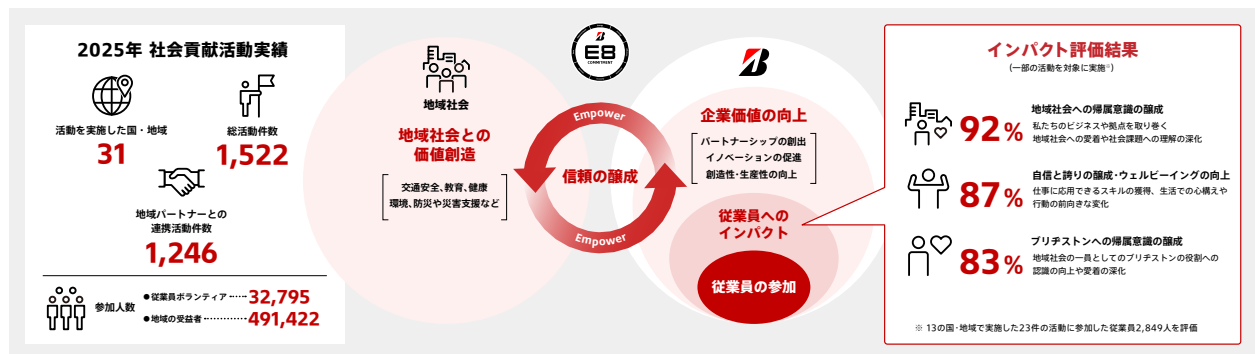 2025年 社会貢献活動実績
活動を実施した国・地域
31
総活動件数
1,522
地域パートナーとの
連携活動件数
1,246
参加人数
●従業員ボランティア
32,795
●地域の受益者
491,422
地域社会
地域社会との
価値創造
交通安全、教育、健康
環境、防災や災害支援など
E8
COMMITMENT
Empower
信頼の醸成
Empower
B
企業価値の向上
パートナーシップの創出
イノベーションの促進
創造性・生産性の向上
従業員への
インパクト
従業員の参加
インパクト評価結果
(一部の活動を対象に実施※)
92%
地域社会への帰属意識の醸成
私たちのビジネスや拠点を取り巻く
地域社会への愛着や社会課題への理解の深化
87%
自信と誇りの醸成・ウェルビーイングの向上
仕事に応用できるスキルの獲得、生活での心構えや
行動の前向きな変化
83%
ブリヂストンへの帰属意識の醸成
地域社会の一員としてのブリヂストンの役割への
認識の向上や愛着の深化
※ 13の国・地域で実施した23件の活動に参加した従業員2,849人を評価